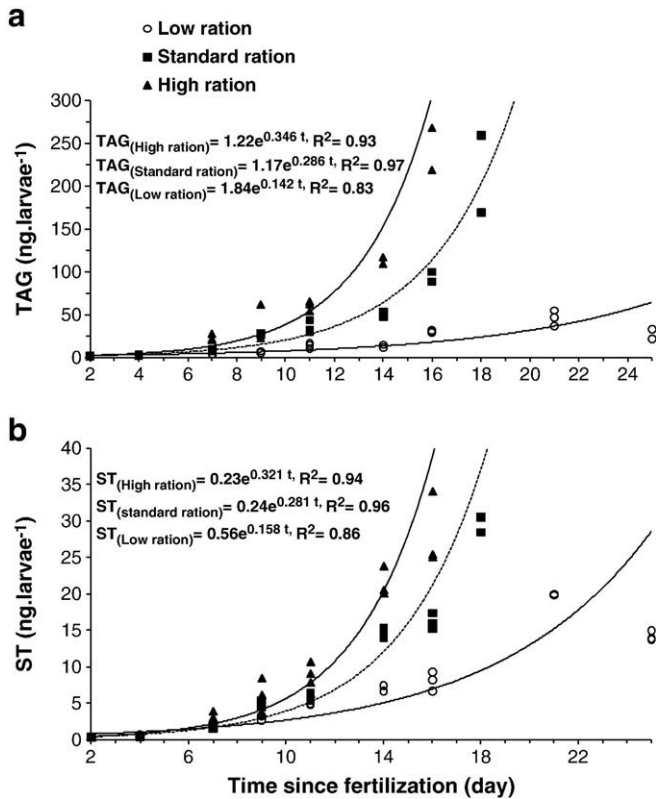 a
Low ration
Standard ration
High ration
300
250
200
150
100
50
0
TAG (ng.larvae-1)
TAG(High ration)= 1.22e0.346 t, R2= 0.93
TAG(Standard ration)= 1.17e0.286 t, R2= 0.97
TAG(Low ration)= 1.84e0.142 t, R2= 0.83
2 4 6 8 10 12 14 16 18 20 22 24
b
40
35
30
25
20
15
10
5
0
ST (ng.larvae-1)
ST(High ration)= 0.23e0.321 t, R2= 0.94
ST(standard ration)= 0.24e0.281 t, R2= 0.96
ST(Low ration)= 0.56e0.158 t, R2= 0.86
2 6 10 14 18 22
Time since fertilization (day)